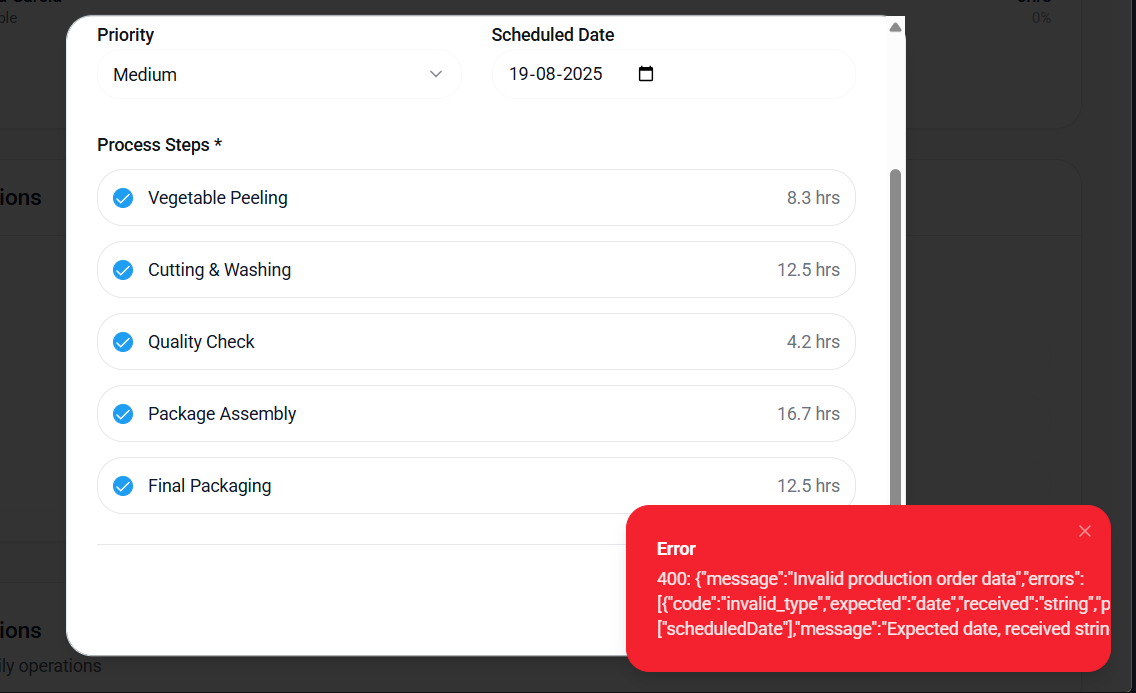 ble
0%
Priority
Scheduled Date
Medium
19-08-2025
Process Steps *
ions
Vegetable Peeling
8.3 hrs
Cutting & Washing
12.5 hrs
Quality Check
4.2 hrs
Package Assembly
16.7 hrs
Final Packaging
12.5 hrs
Error
400: {"message":"Invalid production order data","errors":
[{"code":"invalid_type","expected":"date","received":"string","p
["scheduledDate"],"message":"Expected date, received strin
ions
ily operations